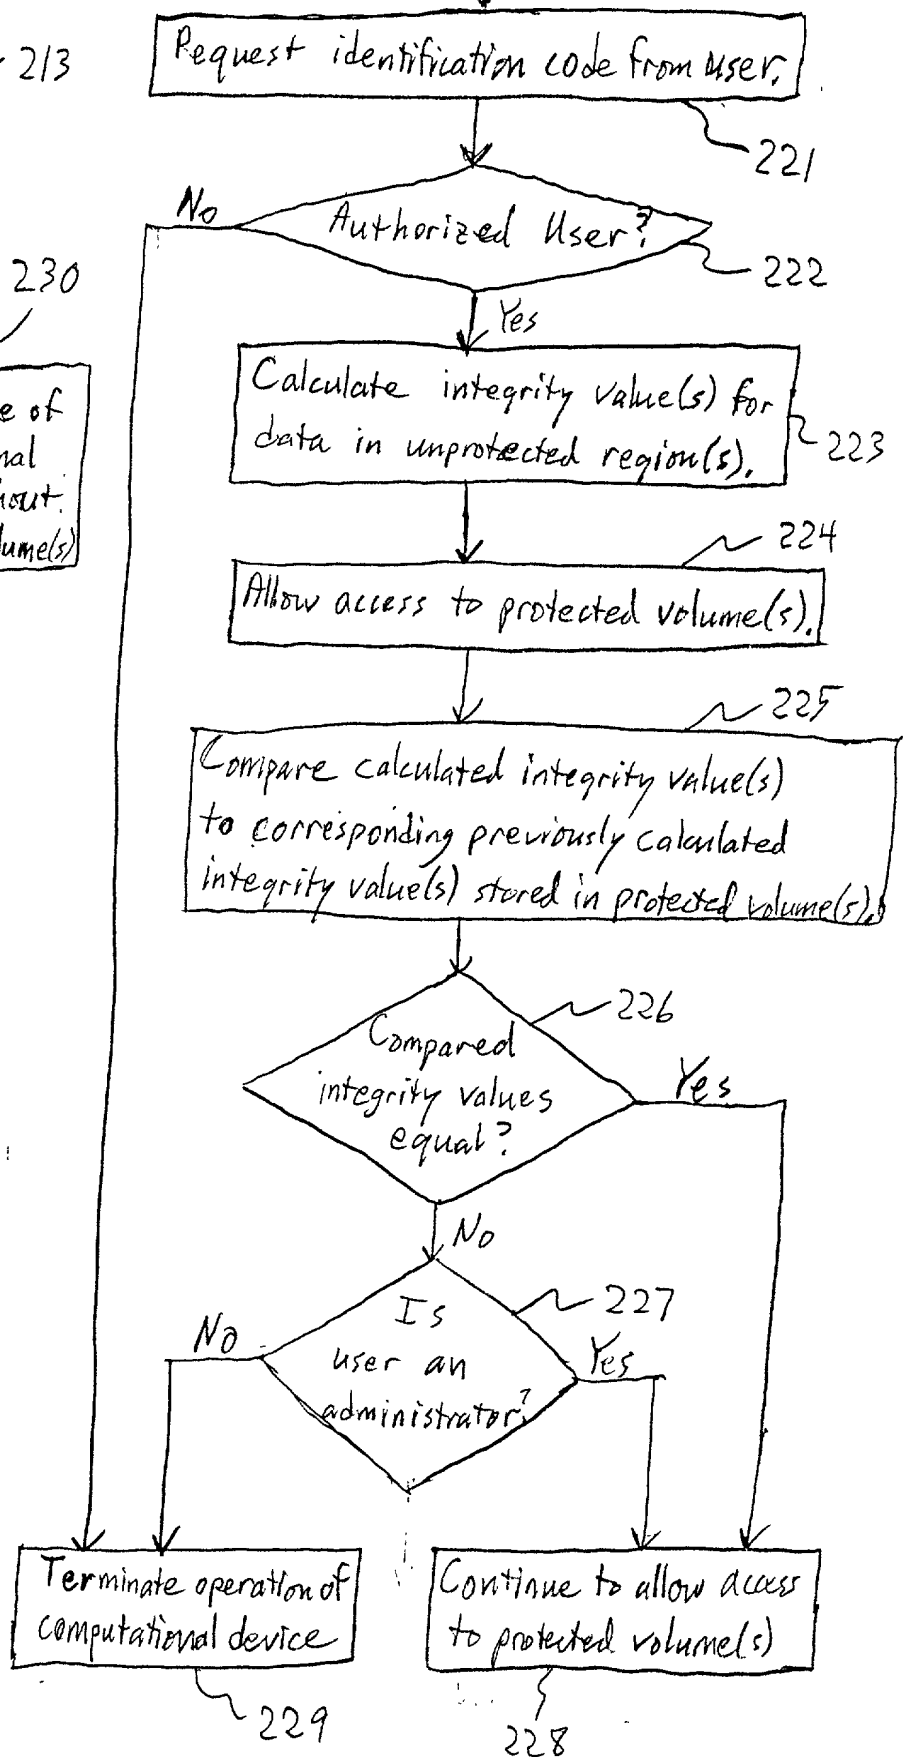 213
Request identification code from user.
221
No
Authorized User?
222
230
Yes
Calculate integrity value(s) for
data in unprotected region(s).
223
e of
nal
hout
lume(s)
224
Allow access to protected volume(s).
225
Compare calculated integrity value(s)
to corresponding previously calculated
integrity value(s) stored in protected volume(s).
226
Compared
integrity values
equal?
Yes
No
227
Is
user an
administrator?
No
Yes
Terminate operation of
computational device
229
Continue to allow access
to protected volume(s)
228